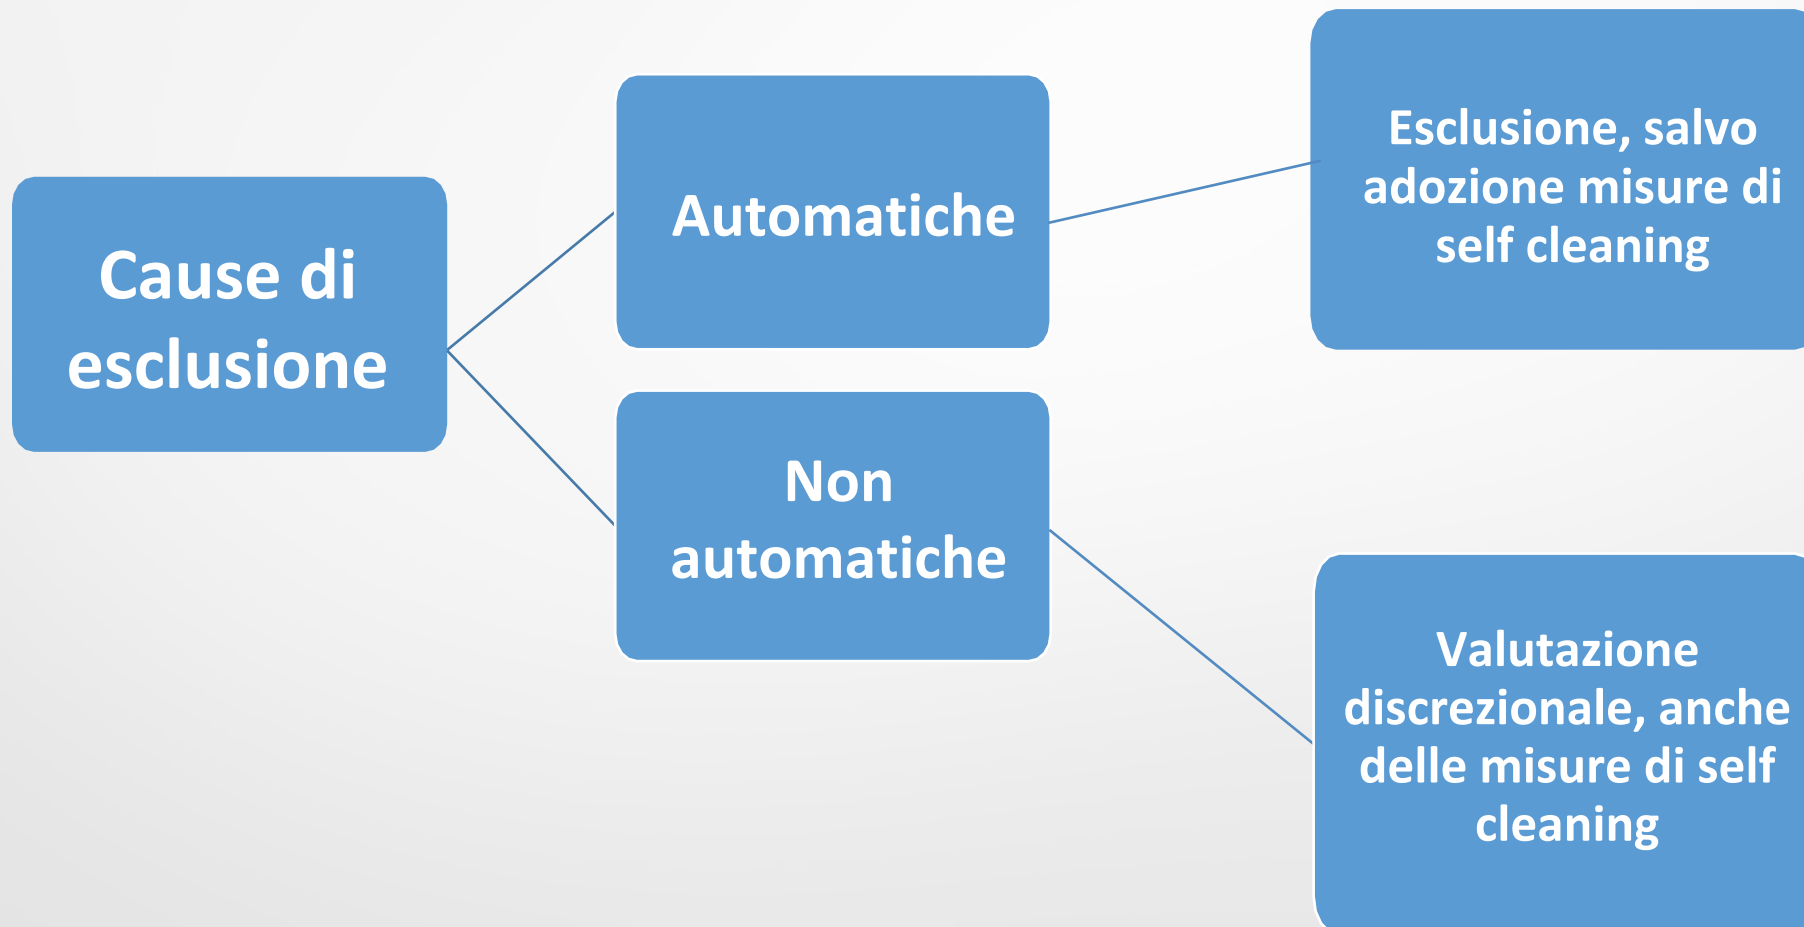 Cause di
esclusione
Automatiche
Non
automatiche
Esclusione, salvo
adozione misure di
self cleaning
Valutazione
discrezionale, anche
delle misure di self
cleaning